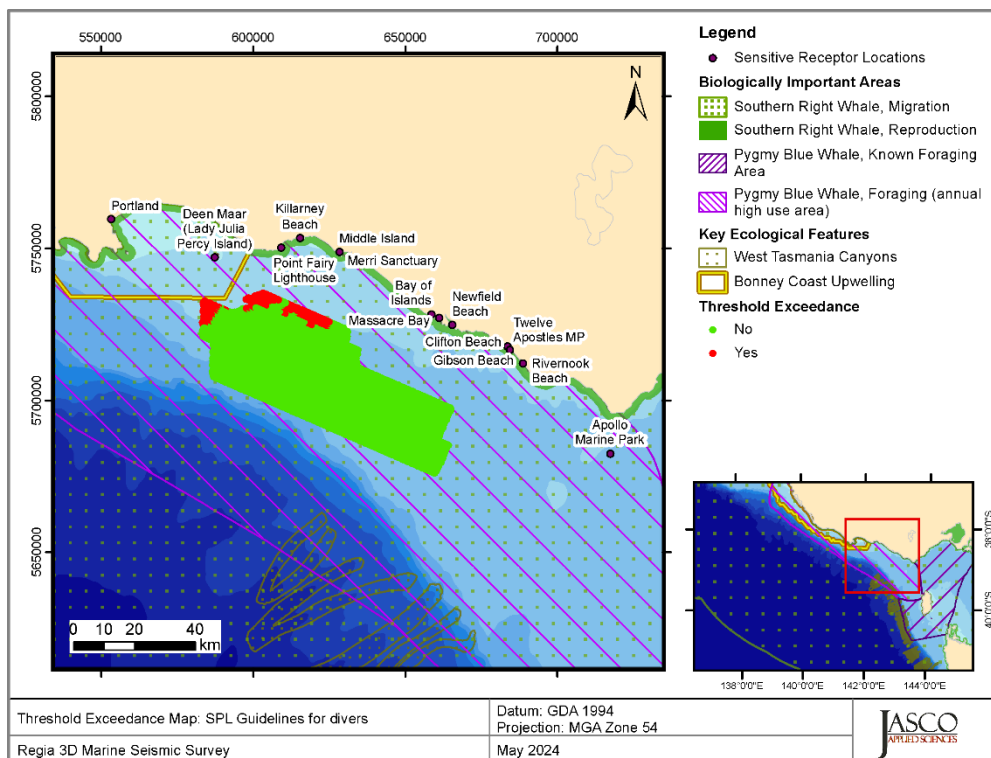 550000
600000
650000
700000
5800000
5750000
5700000
5650000
N
Portland
Deen Maar
(Lady Julia
Percy Island)
Killarney
Beach
Point Fairy
Lighthouse
Middle Island
Merri Sanctuary
Bay of
Islands
Massacre Bay
Newfield
Beach
Twelve
Apostles MP
Clifton Beach
Gibson Beach
Rivernook
Beach
Apollo
Marine Park
0 10 20 40
km
Legend
Sensitive Receptor Locations
Biologically Important Areas
Southern Right Whale, Migration
Southern Right Whale, Reproduction
Pygmy Blue Whale, Known Foraging
Area
Pygmy Blue Whale, Foraging (annual
high use area)
Key Ecological Features
West Tasmania Canyons
Bonney Coast Upwelling
Threshold Exceedance
No
Yes
38°0'0"S
40°0'0"S
138°0'0"E
140°0'0"E
142°0'0"E
144°0'0"E
Threshold Exceedance Map: SPL Guidelines for divers
Datum: GDA 1994
Projection: MGA Zone 54
Regia 3D Marine Seismic Survey
May 2024
JASCO
APPLIED SCIENCES